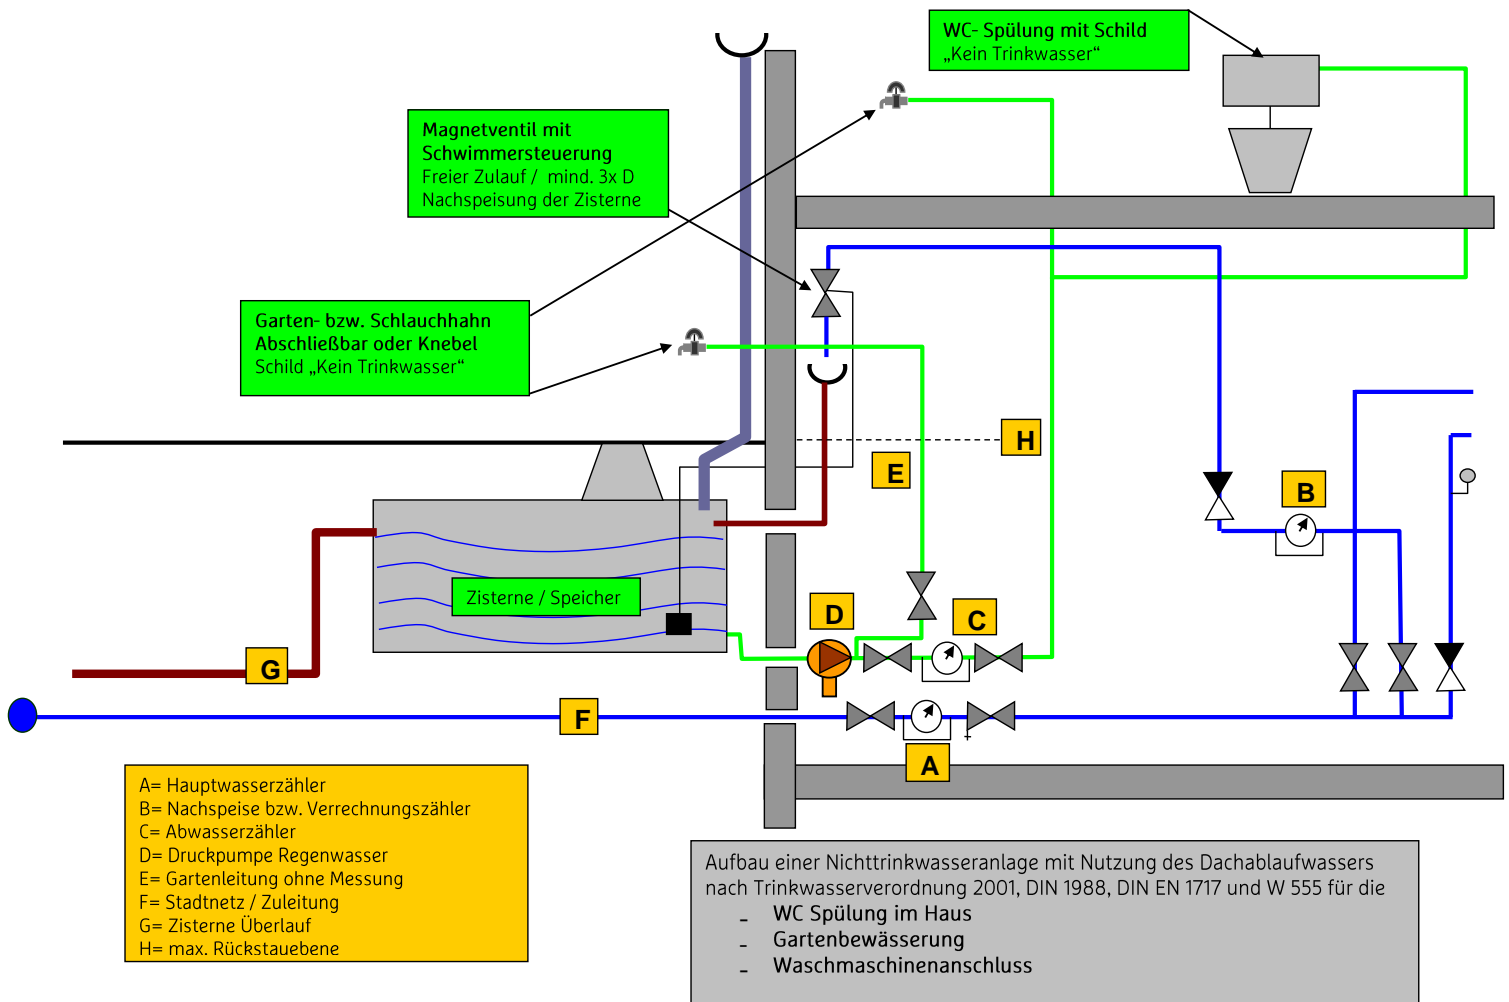 WC- Spülung mit Schild
„Kein Trinkwasser“
Magnetventil mit
Schwimmersteuerung
Freier Zulauf / mind. 3x D
Nachspeisung der Zisterne
Garten- bzw. Schlauchhahn
Abschließbar oder Knebel
Schild „Kein Trinkwasser“
H
E
B
Zisterne / Speicher
D
C
G
F
A
A= Hauptwasserzähler
B= Nachspeise bzw. Verrechnungszähler
C= Abwasserzähler
D= Druckpumpe Regenwasser
E= Gartenleitung ohne Messung
F= Stadtnetz / Zuleitung
G= Zisterne Überlauf
H= max. Rückstauebene
Aufbau einer Nichttrinkwasseranlage mit Nutzung des Dachablaufwassers
nach Trinkwasserverordnung 2001, DIN 1988, DIN EN 1717 und W 555 für die
- WC Spülung im Haus
- Gartenbewässerung
- Waschmaschinenanschluss